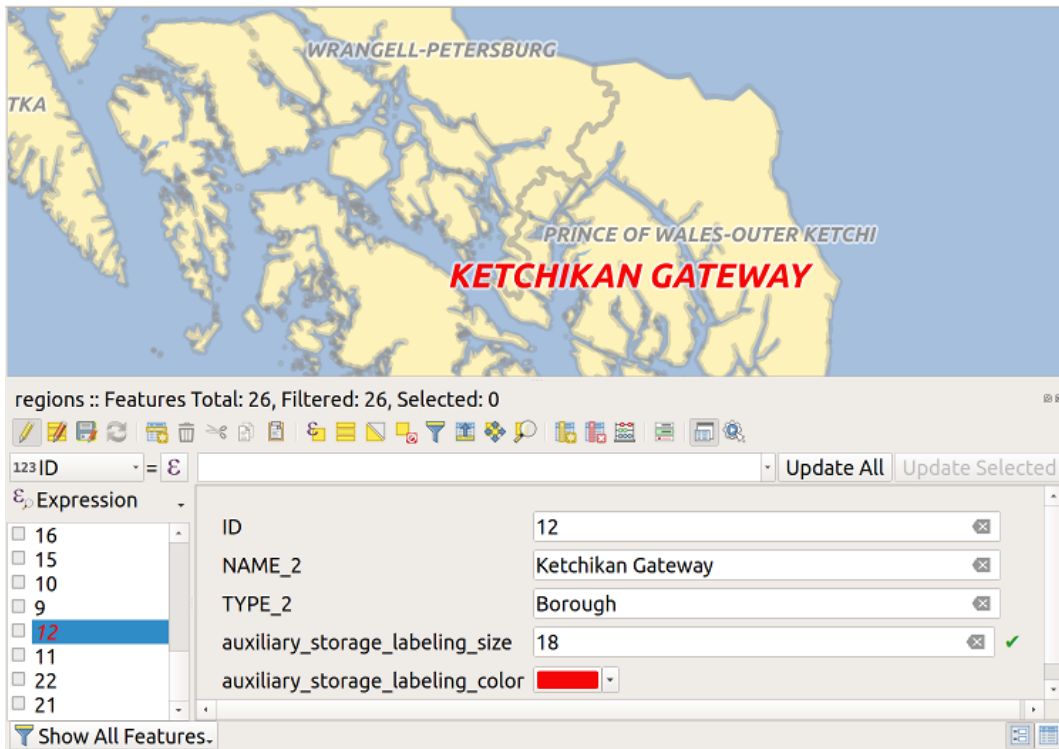 WRANGELL-PETERSBURG
TKA
PRINCE OF WALES-OUTER KETCHI
KETCHIKAN GATEWAY
regions :: Features Total: 26, Filtered: 26, Selected: 0
123 ID = ε Update All Update Selected
Expression
16
15
10
9
12
11
22
21
ID 12
NAME_2 Ketchikan Gateway
TYPE_2 Borough
auxiliary_storage_labeling_size 18
auxiliary_storage_labeling_color
Show All Features